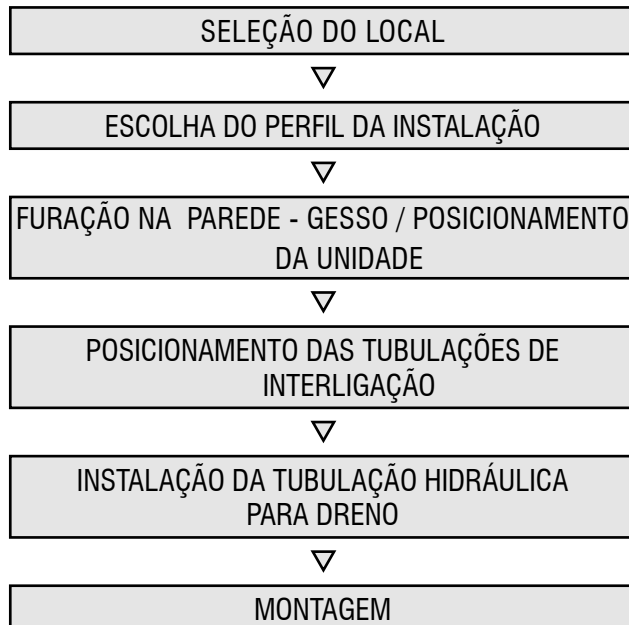 SELEÇÃO DO LOCAL
ESCOLHA DO PERFIL DA INSTALAÇÃO
FURAÇÃO NA PAREDE - GESSO / POSICIONAMENTO
DA UNIDADE
POSICIONAMENTO DAS TUBULAÇÕES DE
INTERLIGAÇÃO
INSTALAÇÃO DA TUBULAÇÃO HIDRÁULICA
PARA DRENO
MONTAGEM